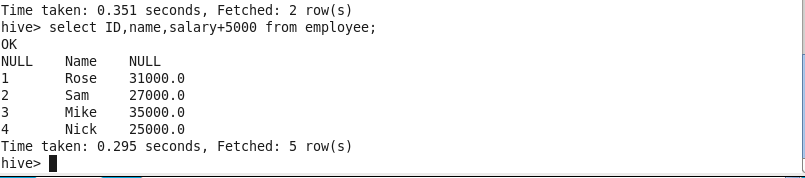 Time taken: 0.351 seconds, Fetched: 2 row(s)
hive> select ID,name,salary+5000 from employee;
OK
NULL    Name    NULL
1       Rose    31000.0
2       Sam     27000.0
3       Mike    35000.0
4       Nick    25000.0
Time taken: 0.295 seconds, Fetched: 5 row(s)
hive>